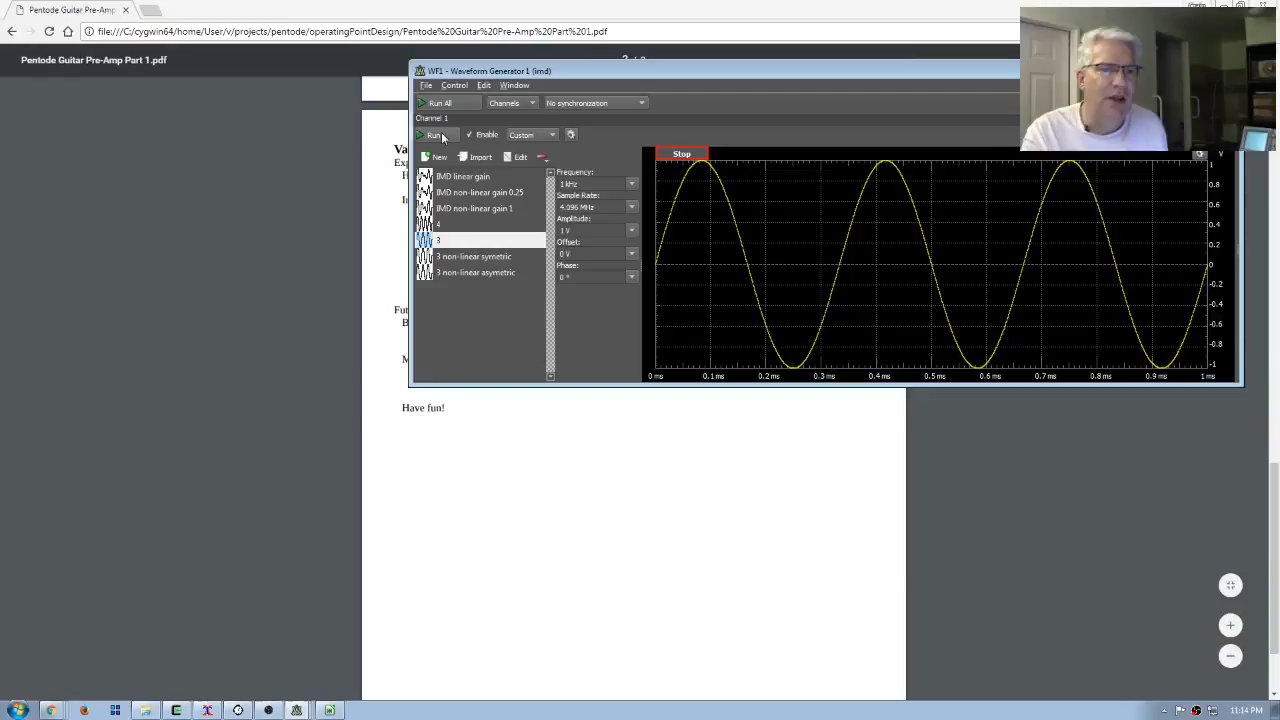 Pentode Guitar Pre-Amp
file:///C:/cygwin64/home/User/v/projects/pentode/operatingPointDesign/Pentode%20Guitar%20Pre-Amp%20Part%201.pdf
Pentode Guitar Pre-Amp Part 1.pdf
WF1 - Waveform Generator 1 (imd)
File Control Edit Window
Run All Channels No synchronization
Channel 1
Run Enable Custom
New Import Edit
Stop
V
IMD linear gain
IMD non-linear gain 0.25
IMD non-linear gain 1
4
3
3 non-linear symetric
3 non-linear asymetric
Frequency:
1 kHz
Sample Rate:
4.096 MHz
Amplitude:
1 V
Offset:
0 V
Phase:
0 °
1
0.8
0.6
0.4
0.2
0
-0.2
-0.4
-0.6
-0.8
-1
0 ms 0.1 ms 0.2 ms 0.3 ms 0.4 ms 0.5 ms 0.6 ms 0.7 ms 0.8 ms 0.9 ms 1 ms
Va
Exp
H
In
Fut
B
M
Have fun!
11:14 PM